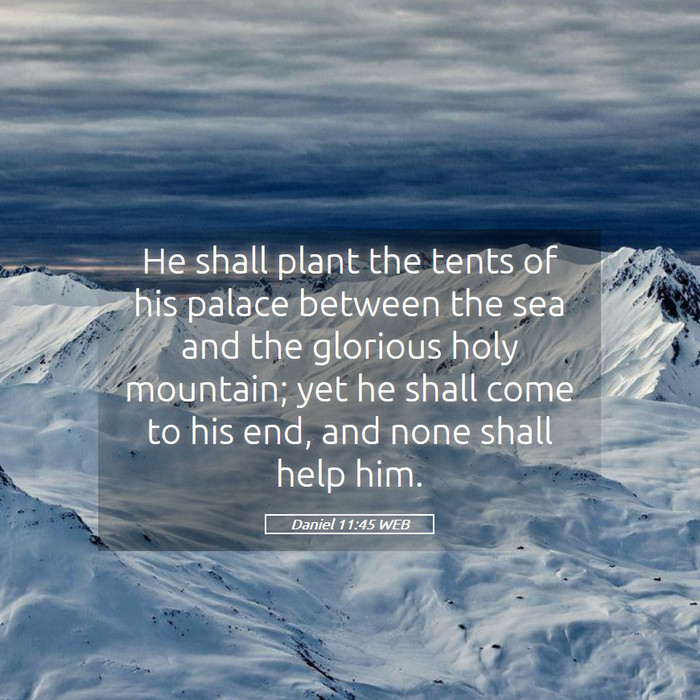 He shall plant the tents of
his palace between the sea
and the glorious holy
mountain; yet he shall come
to his end, and none shall
help him.
Daniel 11:45 WEB